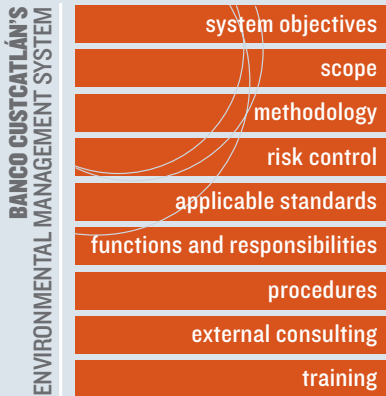 BANCO CUSTCATLÁN'S
ENVIRONMENTAL MANAGEMENT SYSTEM
system objectives
scope
methodology
risk control
applicable standards
functions and responsibilities
procedures
external consulting
training